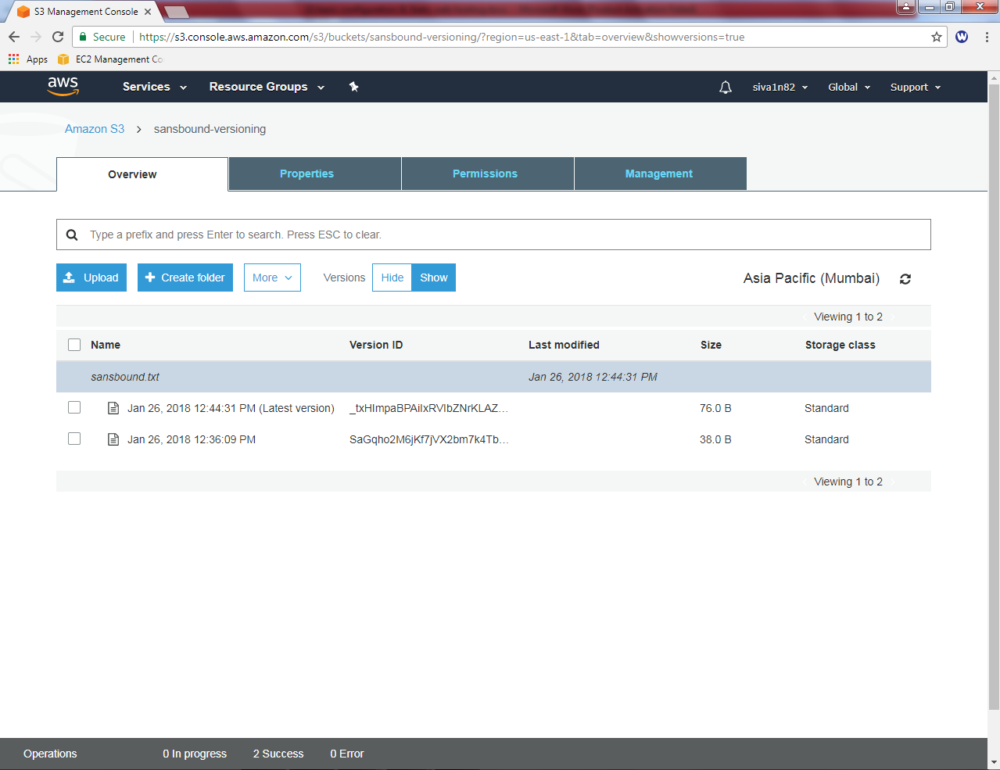 S3 Management Console
Secure https://s3.console.aws.amazon.com/s3/buckets/sansbound-versioning/?region=us-east-1&tab=overview&showversions=true
Apps EC2 Management Co
aws Services Resource Groups siva1n82 Global Support
Amazon S3 > sansbound-versioning
Overview Properties Permissions Management
Type a prefix and press Enter to search. Press ESC to clear.
Upload Create folder More Versions Hide Show Asia Pacific (Mumbai)
Viewing 1 to 2
Name Version ID Last modified Size Storage class
sansbound.txt Jan 26, 2018 12:44:31 PM
Jan 26, 2018 12:44:31 PM (Latest version) _txHImpaBPAiIxRVIbZNrKLAZ... 76.0 B Standard
Jan 26, 2018 12:36:09 PM SaGqho2M6jKf7jVX2bm7k4Tb... 38.0 B Standard
Viewing 1 to 2
Operations 0 In progress 2 Success 0 Error